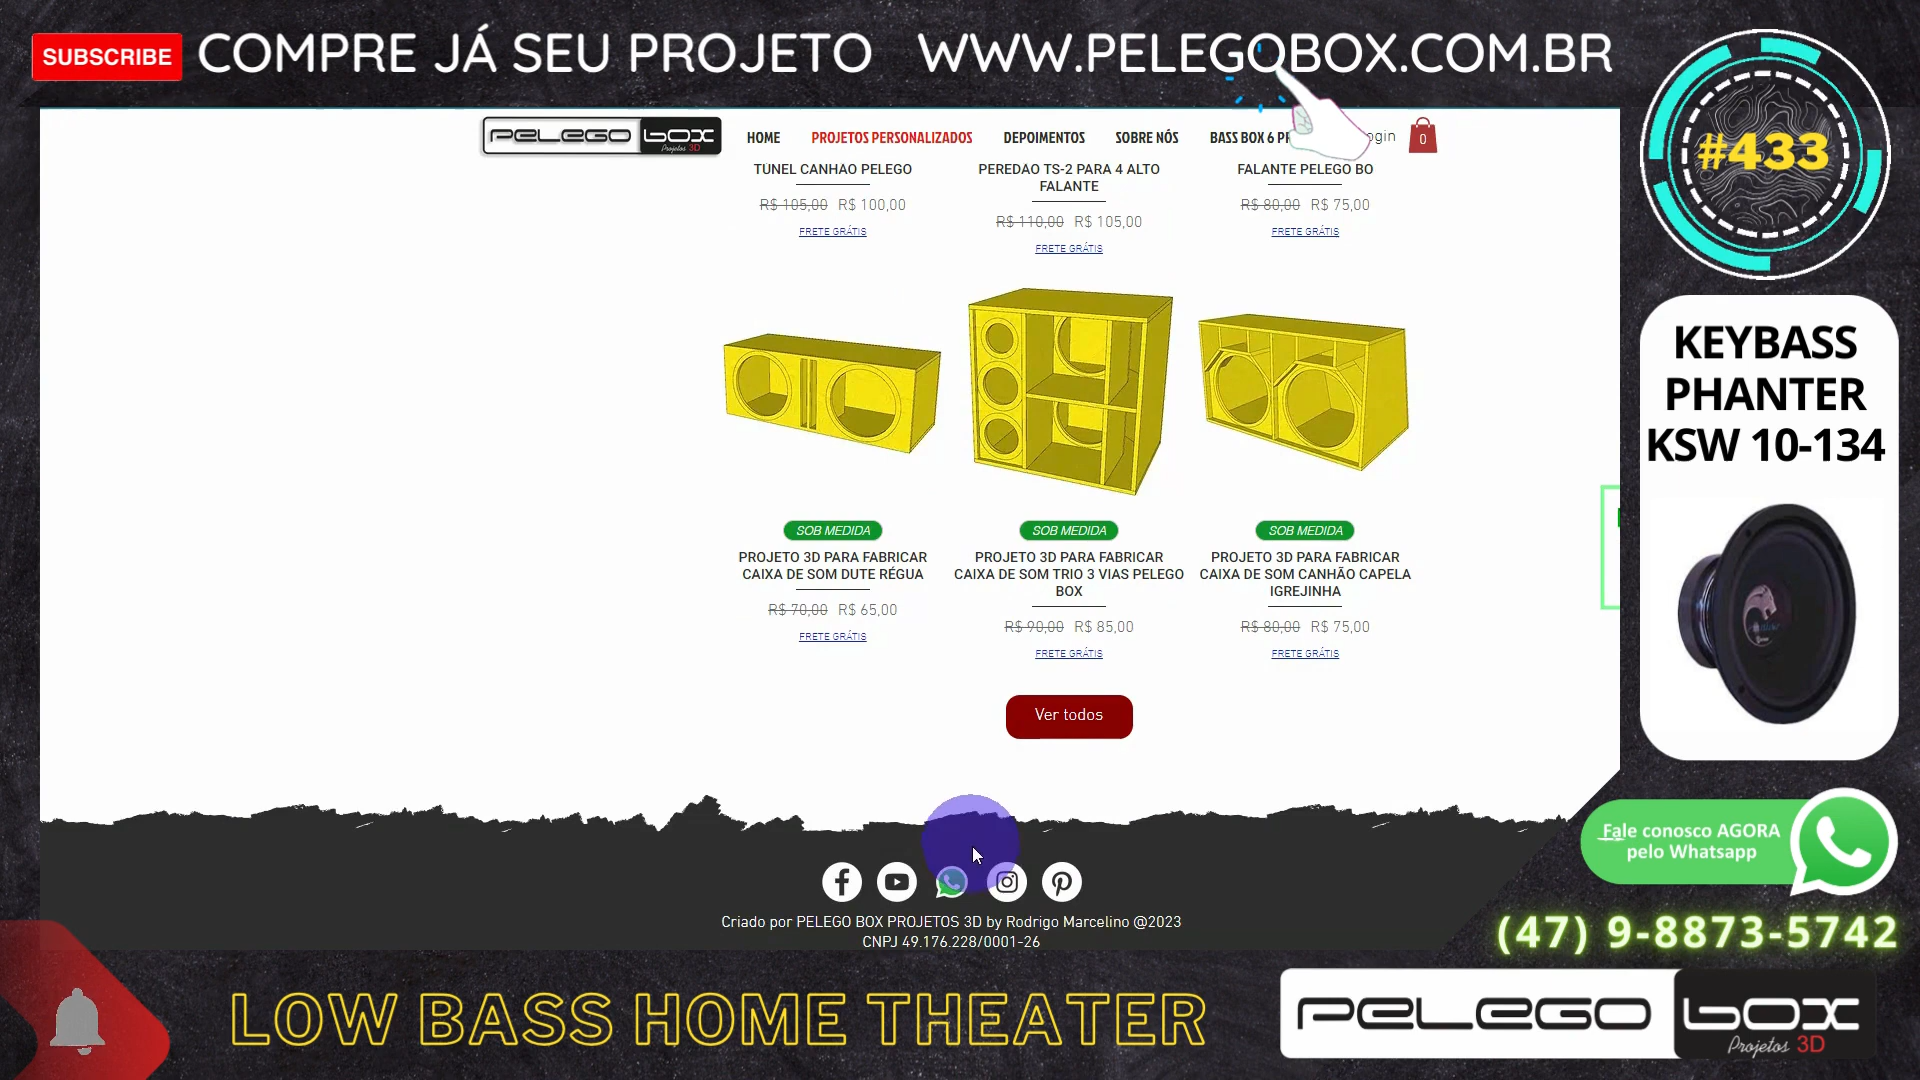 SUBSCRIBE
COMPRE JÁ SEU PROJETO WWW.PELEGOBOX.COM.BR
#433
PELEGO BOX
Projetos 3D
HOME PROJETOS PERSONALIZADOS DEPOIMENTOS SOBRE NÓS BASS BOX 6 ogin 0
TÚNEL CANHÃO PELEGO
R$ 105,00 R$ 100,00
FRETE GRÁTIS
PEREDÃO TS-2 PARA 4 ALTO
FALANTE
R$ 110,00 R$ 105,00
FRETE GRÁTIS
FALANTE PELEGO BO
R$ 80,00 R$ 75,00
FRETE GRÁTIS
SOB MEDIDA
PROJETO 3D PARA FABRICAR
CAIXA DE SOM DUTE RÉGUA
R$ 70,00 R$ 65,00
FRETE GRÁTIS
SOB MEDIDA
PROJETO 3D PARA FABRICAR
CAIXA DE SOM TRIO 3 VIAS PELEGO
BOX
R$ 90,00 R$ 85,00
FRETE GRÁTIS
SOB MEDIDA
PROJETO 3D PARA FABRICAR
CAIXA DE SOM CANHÃO CAPELA
IGREJINHA
R$ 80,00 R$ 75,00
FRETE GRÁTIS
Ver todos
Criado por PELEGO BOX PROJETOS 3D by Rodrigo Marcelino @2023
CNPJ 49.176.228/0001-26
KEYBASS
PHANTER
KSW 10-134
Fale conosco AGORA
pelo Whatsapp
(47) 9-8873-5742
LOW BASS HOME THEATER
PELEGO BOX
Projetos 3D